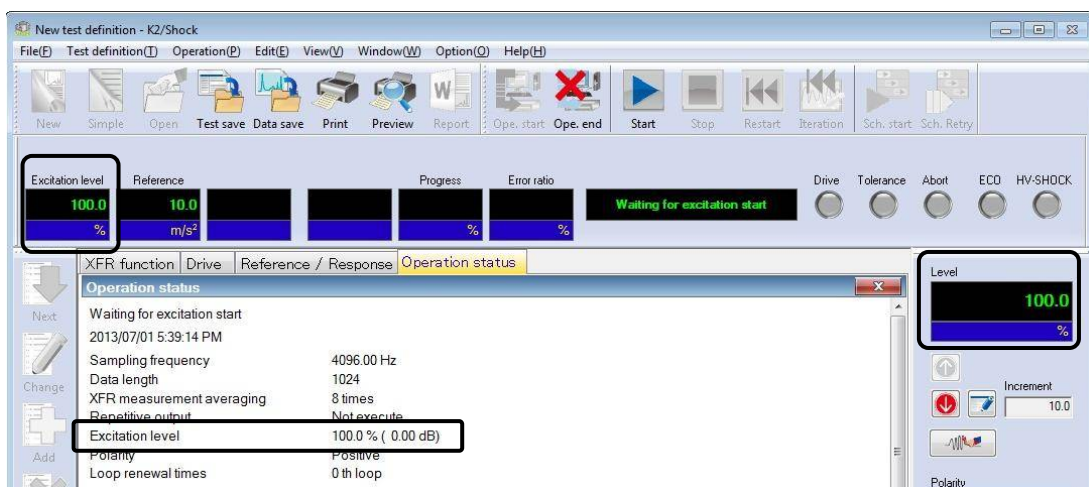 New test definition - K2/Shock
File(F) Test definition(T) Operation(P) Edit(E) View(V) Window(W) Option(O) Help(H)
New Simple Open Test save Data save Print Preview Report Ope. start Ope. end Start Stop Restart Iteration Sch. start Sch. Retry
Excitation level Reference Progress Error ratio Drive Tolerance Abort ECO HV-SHOCK
100.0 10.0 Waiting for excitation start
% m/s² % %
XFR function Drive Reference / Response Operation status
Operation status
Waiting for excitation start
2013/07/01 5:39:14 PM
Sampling frequency 4096.00 Hz
Data length 1024
XFR measurement averaging 8 times
Repetitive output Not execute
Excitation level 100.0 % ( 0.00 dB)
Polarity Positive
Loop renewal times 0 th loop
Next
Change
Add
Level
100.0
%
Increment
10.0
Polarity